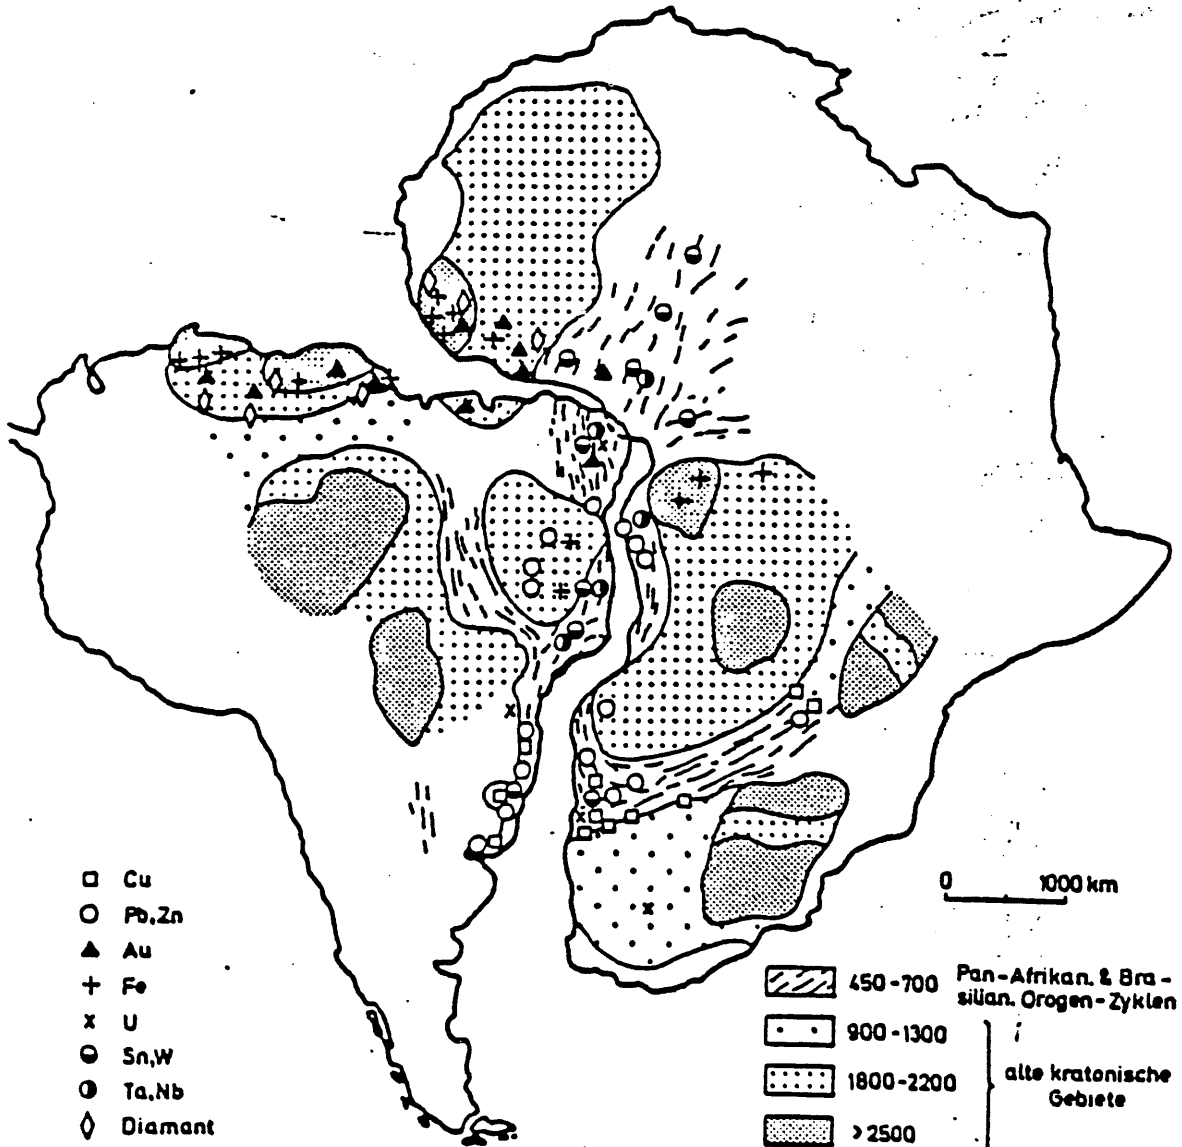 0 1000 km
Cu
Pb,Zn
Au
Fe
U
Sn,W
Ta,Nb
Diamant
450-700 Pan-Afrikan. & Bra-
silian. Orogen-Zyklen
900-1300
1800-2200 alte kratonische
Gebiete
>2500